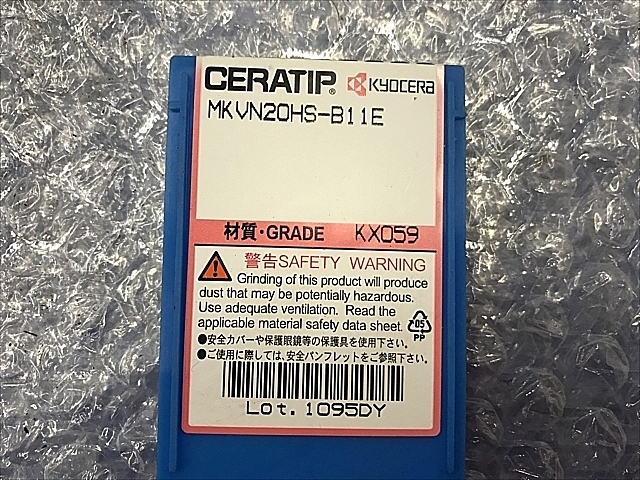 CERATIP® KYOCERA
MKVN20HS-B11E
材質・GRADE KX059
警告SAFETY WARNING
Grinding of this product will produce
dust that may be potentially hazardous.
Use adequate ventilation. Read the
applicable material safety data sheet.
05
PP
●安全カバーや保護眼鏡等の保護具を使用下さい。
●ご使用に際しては、安全パンフレットをご参照下さい。
Lot. 1095DY